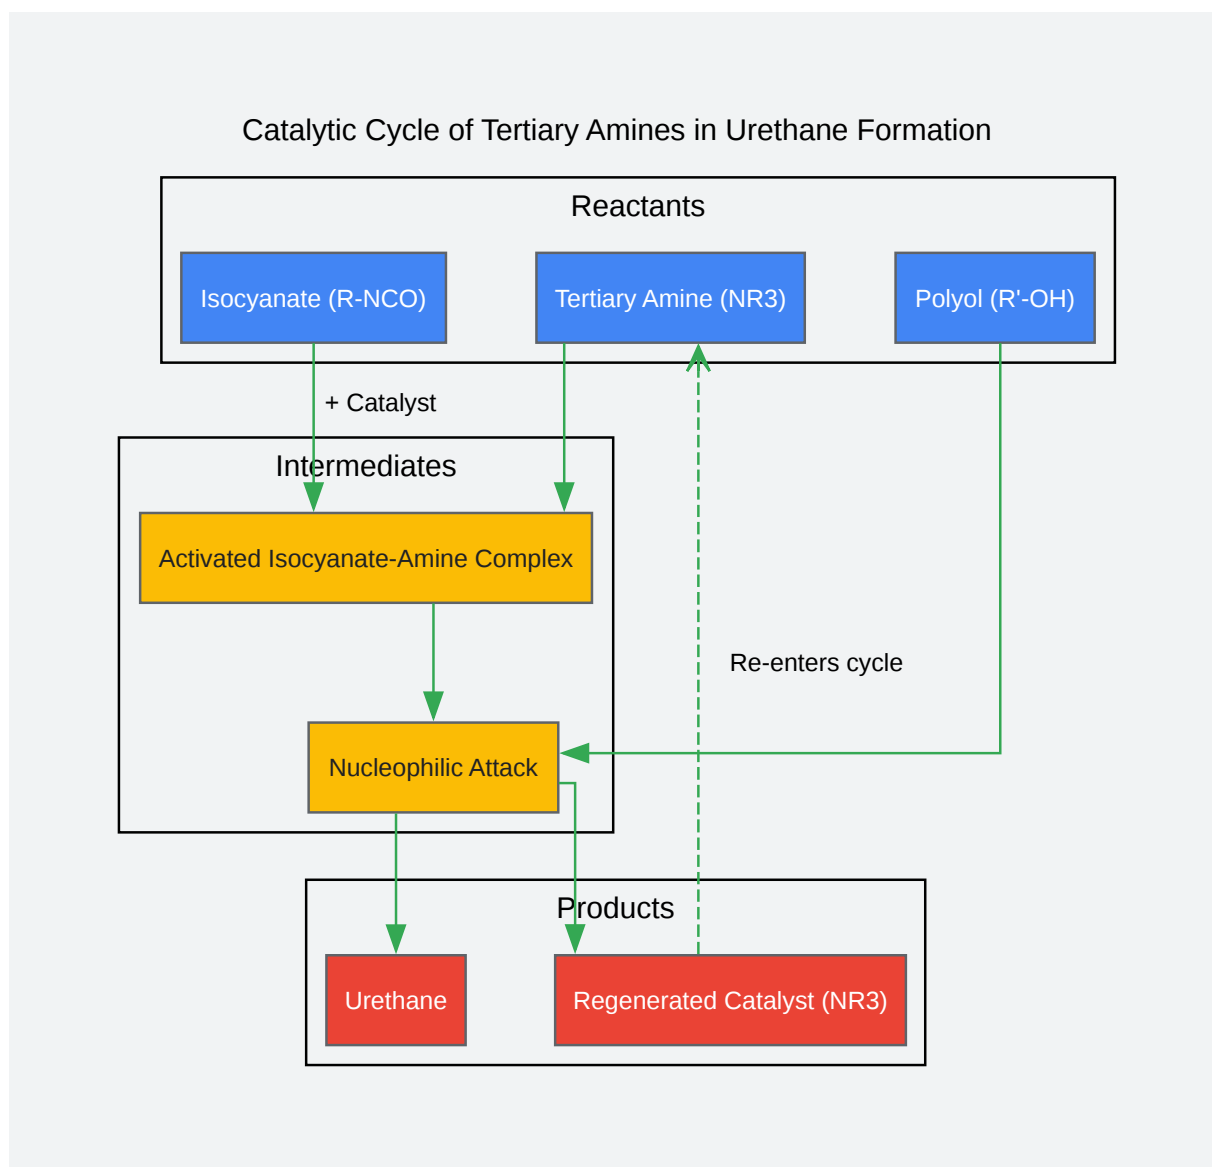 Catalytic Cycle of Tertiary Amines in Urethane Formation
Reactants
Isocyanate (R-NCO)
Tertiary Amine (NR3)
Polyol (R'-OH)
+ Catalyst
Intermediates
Activated Isocyanate-Amine Complex
Re-enters cycle
Nucleophilic Attack
Products
Urethane
Regenerated Catalyst (NR3)